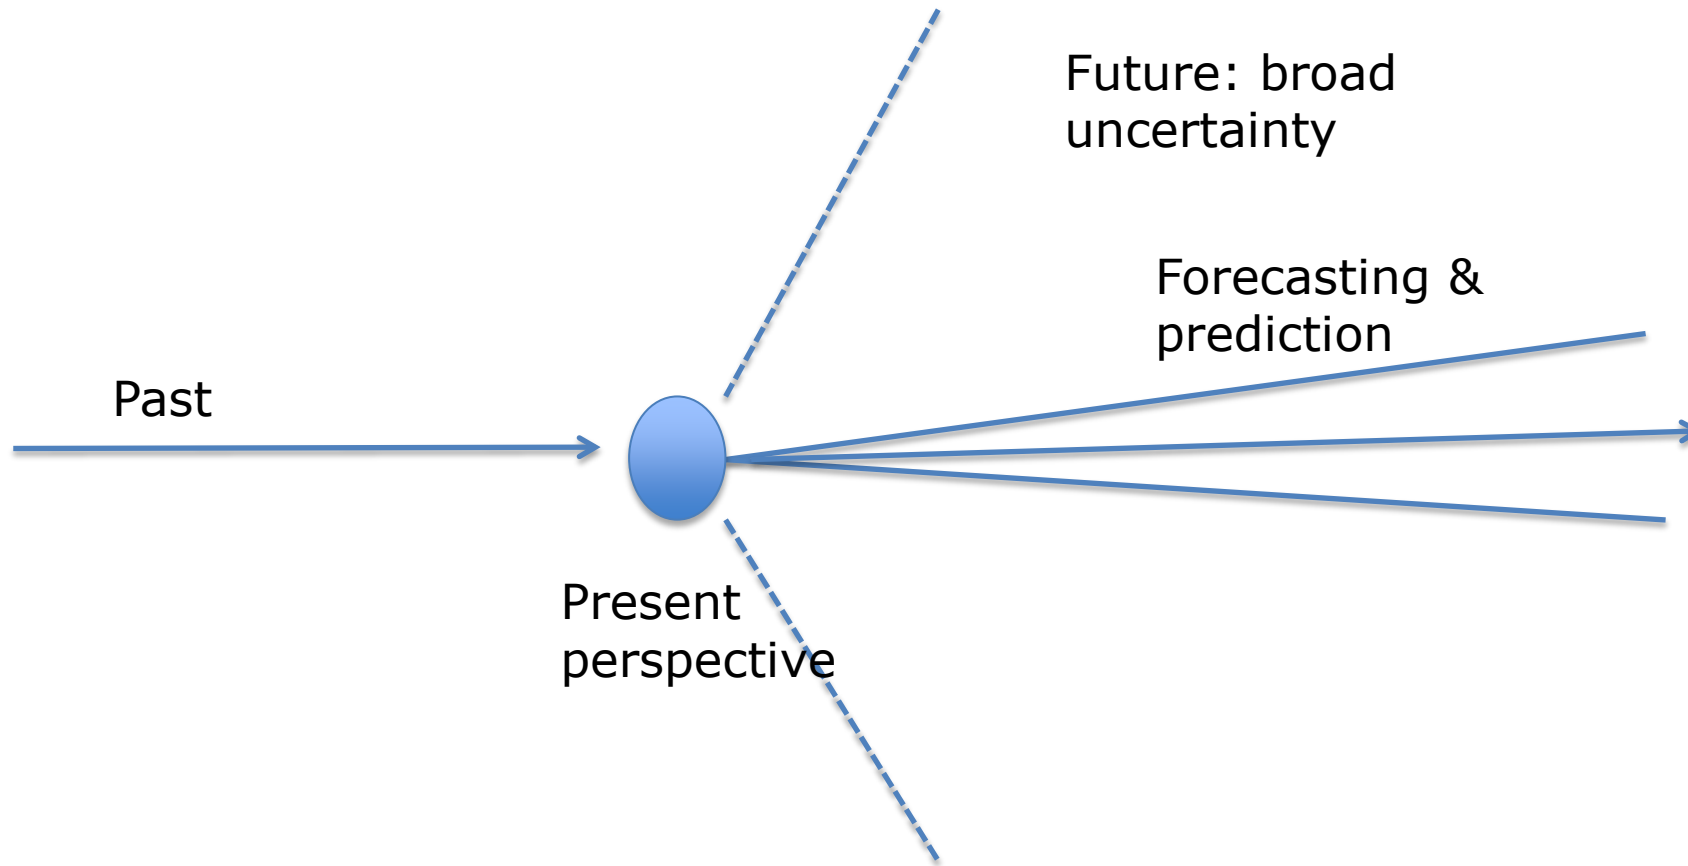 Future: broad
uncertainty
Forecasting &
prediction
Past
Present
perspective